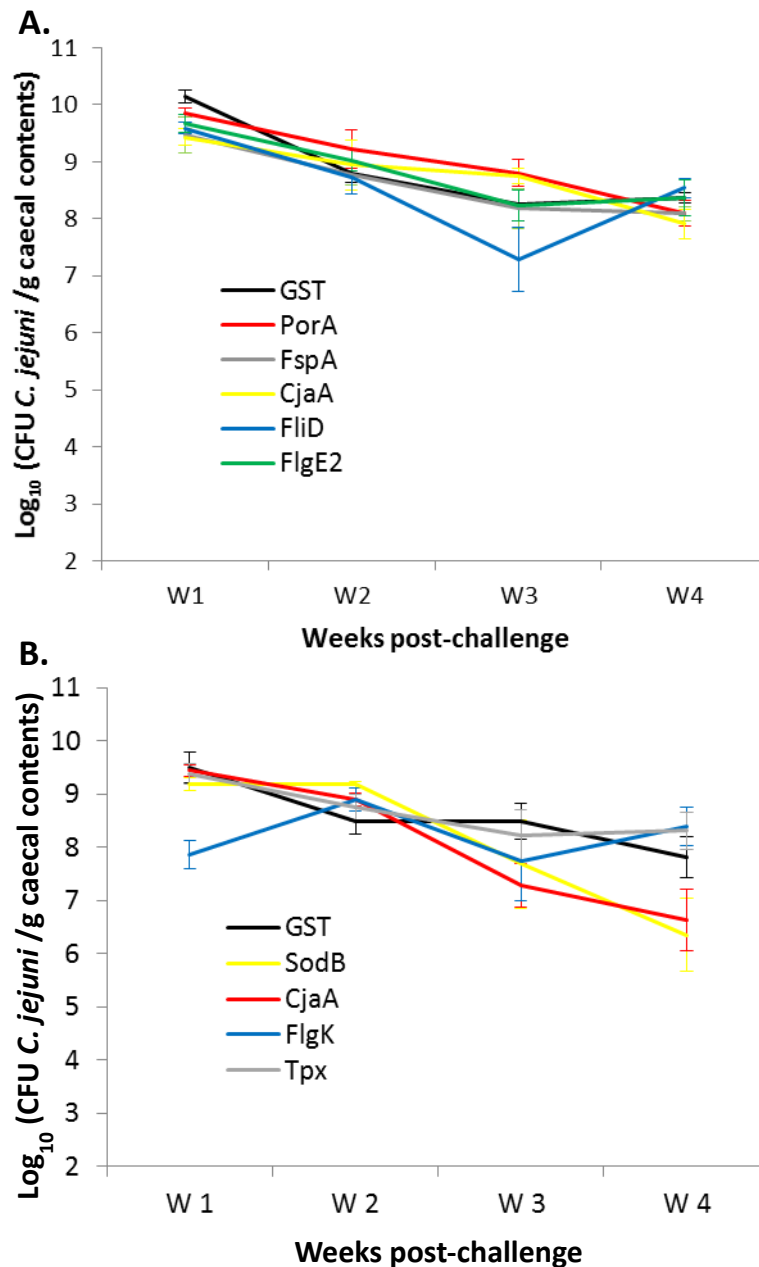 A.
Log10 (CFU C. jejuni /g caecal contents)
11
10
9
8
7
6
5
4
3
2
GST
PorA
FspA
CjaA
FliD
FlgE2
W1 W2 W3 W4
Weeks post-challenge
B.
Log10 (CFU C. jejuni /g caecal contents)
11
10
9
8
7
6
5
4
3
2
GST
SodB
CjaA
FlgK
Tpx
W 1 W 2 W 3 W 4
Weeks post-challenge